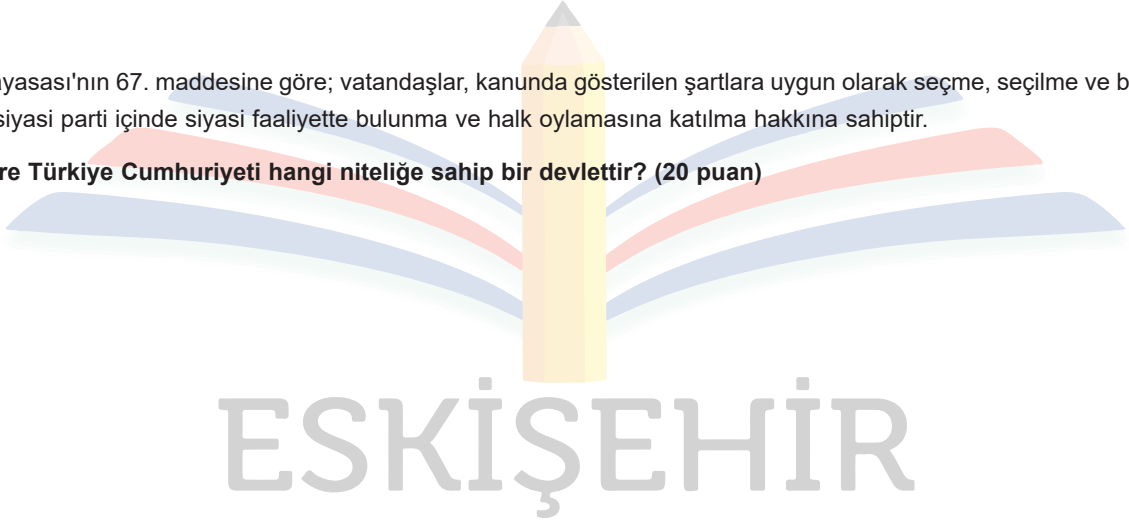 ayasası'nın 67. maddesine göre; vatandaşlar, kanunda gösterilen şartlara uygun olarak seçme, seçilme ve b
siyasi parti içinde siyasi faaliyette bulunma ve halk oylamasına katılma hakkına sahiptir.
re Türkiye Cumhuriyeti hangi niteliğe sahip bir devlettir? (20 puan)
ESKİŞEHİR